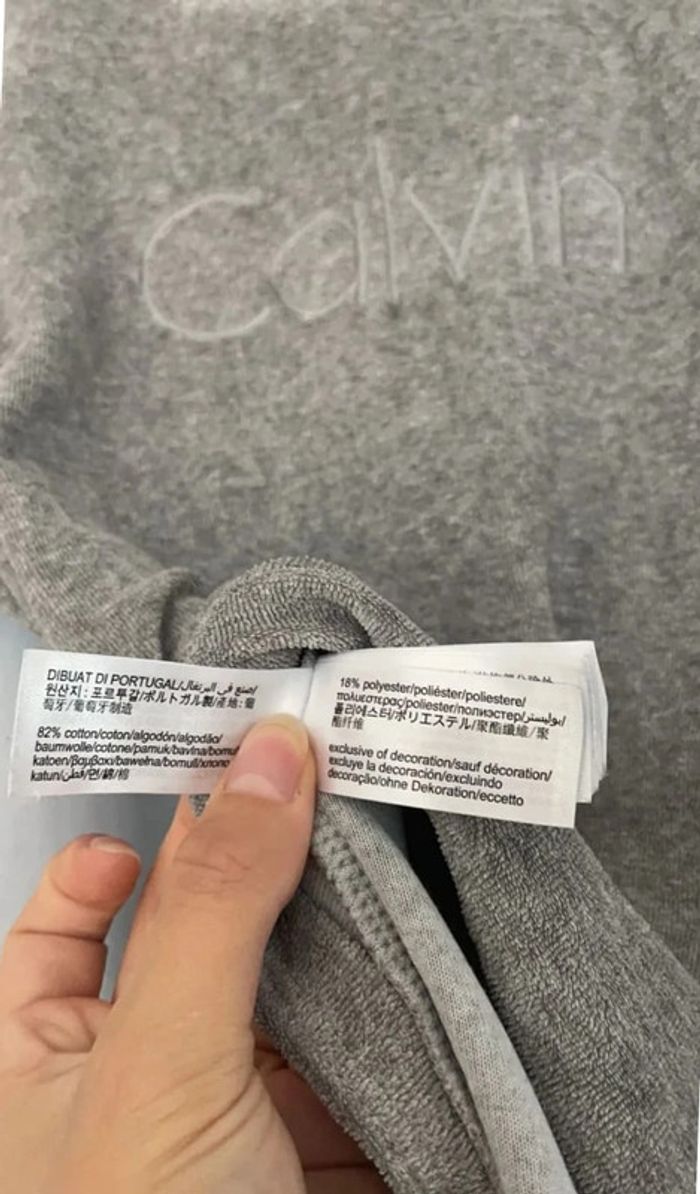 Calvin
DIBUAT DI PORTUGAL/صنع في البرتغال/
원산지 : 포르투갈/ポルトガル製/產地: 葡
萄牙/葡萄牙制造
82% cotton/coton/algodón/algodão/
baumwolle/cotone/pamuk/bavlna/bomu
katoen/βαμβακι/bawełna/bomull/хлопо
katun/قطن/면/綿/棉
18% polyester/poliéster/poliestere/
πολυεστερας/poliester/полиэстер/بوليستر/
폴리에스터/ポリエステル/聚酯纖維/聚
酯纤维
exclusive of decoration/sauf décoration/
excluye la decoración/excluindo
decoração/ohne Dekoration/eccetto